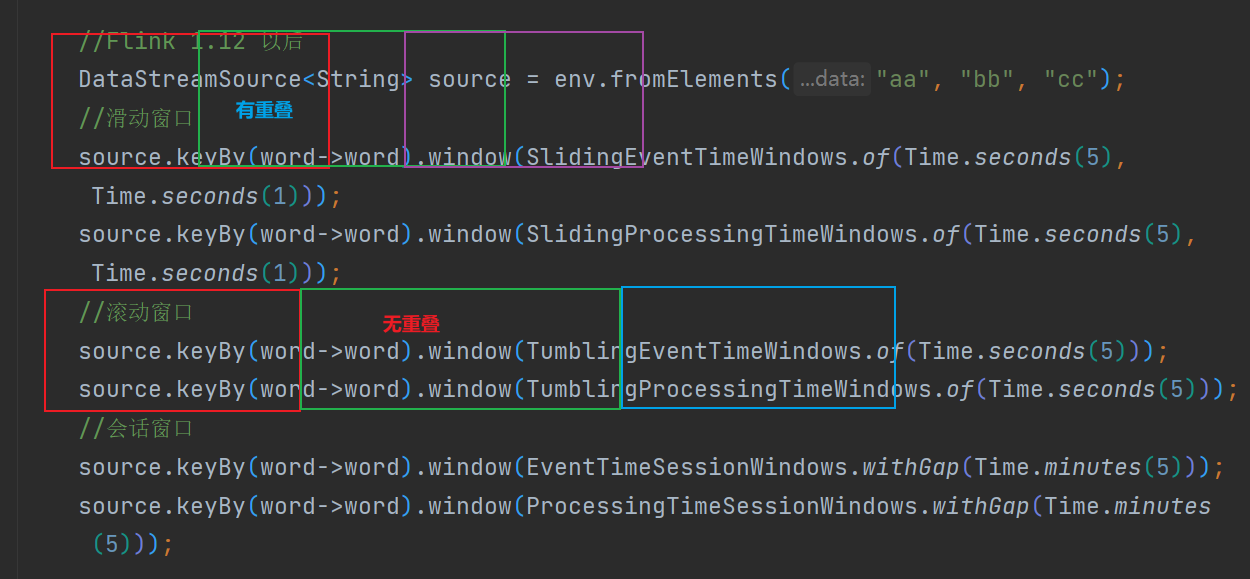 //Flink 1.12 以后
DataStreamSource<String> source = env.fromElements( ...data: "aa", "bb", "cc");
//滑动窗口
有重叠
source.keyBy(word->word).window(SlidingEventTimeWindows.of(Time.seconds(5),
Time.seconds(1)));
source.keyBy(word->word).window(SlidingProcessingTimeWindows.of(Time.seconds(5),
Time.seconds(1)));
//滚动窗口
无重叠
source.keyBy(word->word).window(TumblingEventTimeWindows.of(Time.seconds(5)));
source.keyBy(word->word).window(TumblingProcessingTimeWindows.of(Time.seconds(5)));
//会话窗口
source.keyBy(word->word).window(EventTimeSessionWindows.withGap(Time.minutes(5)));
source.keyBy(word->word).window(ProcessingTimeSessionWindows.withGap(Time.minutes
(5)));